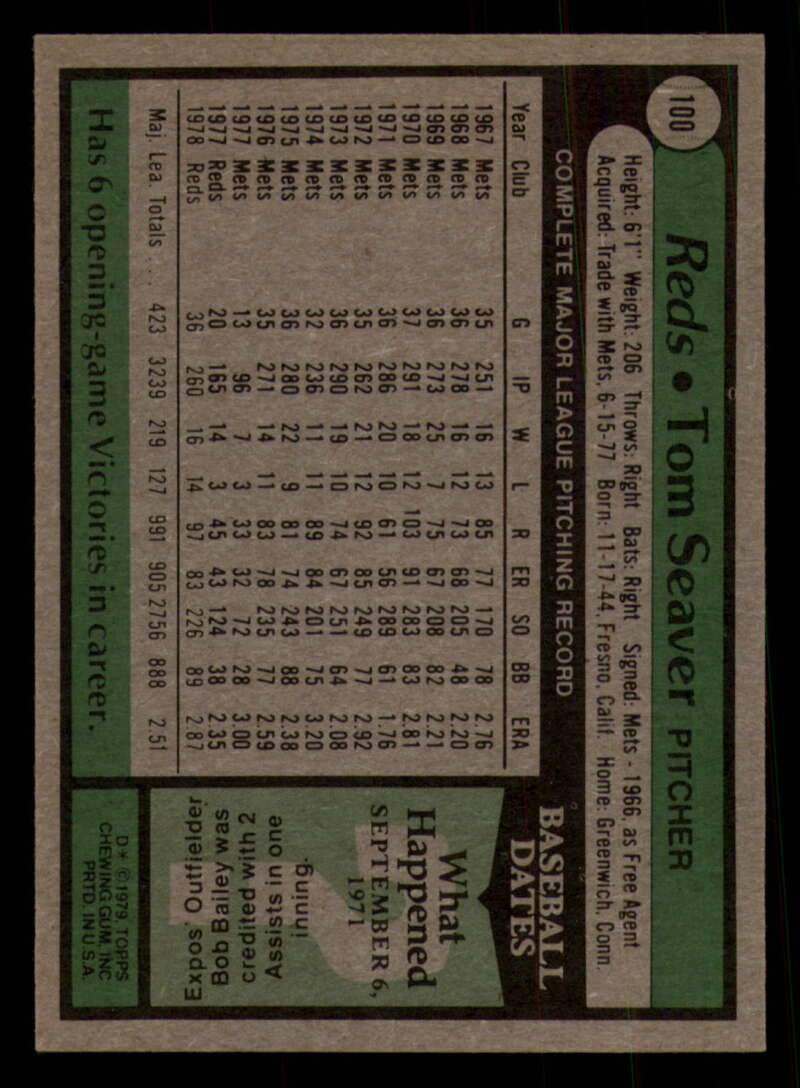 100
Reds • Tom Seaver PITCHER
Height: 6'1" Weight: 206 Throws: Right Bats: Right Signed: Mets - 1966, as Free Agent
Acquired: Trade with Mets, 6-15-77 Born: 11-17-44, Fresno, Calif. Home: Greenwich, Conn.
COMPLETE MAJOR LEAGUE PITCHING RECORD
Year Club G IP W L R ER SO BB ERA
1967 Mets 35 251 16 13 85 77 170 78 2.76
1968 Mets 36 278 16 12 73 68 205 48 2.20
1969 Mets 36 273 25 7 75 67 208 82 2.21
1970 Mets 37 291 18 12 103 91 283 83 2.81
1971 Mets 36 286 20 10 61 56 289 61 1.76
1972 Mets 35 262 21 12 92 85 249 77 2.92
1973 Mets 36 290 19 10 74 67 251 64 2.08
1974 Mets 32 236 11 11 89 84 201 75 3.20
1975 Mets 36 280 22 9 81 74 243 88 2.38
1976 Mets 35 271 14 11 83 78 235 77 2.59
1977 Mets 13 96 7 3 33 32 72 28 3.00
1977 Reds 20 165 14 3 45 43 124 38 2.35
1978 Reds 36 260 16 14 97 83 226 89 2.87
Maj. Lea. Totals . . . 423 3239 219 127 991 905 2756 888 2.51
Has 6 opening-game Victories in career.
BASEBALL
DATES
What
Happened
SEPTEMBER 6,
1971
Expos' Outfielder
Bob Bailey was
credited with 2
Assists in one
inning.
D* © 1979, TOPPS
CHEWING GUM, INC
PRTD. IN U.S.A.